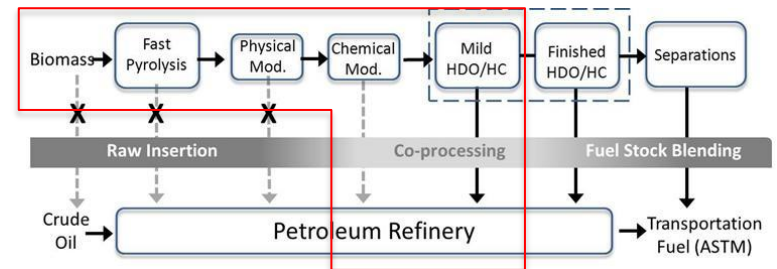 Biomass
Fast
Pyrolysis
Physical
Mod.
Chemical
Mod.
Mild
HDO/HC
Finished
HDO/HC
Separations
X
X
X
Raw Insertion
Co-processing
Fuel Stock Blending
Crude
Oil
Petroleum Refinery
Transportation
Fuel (ASTM)